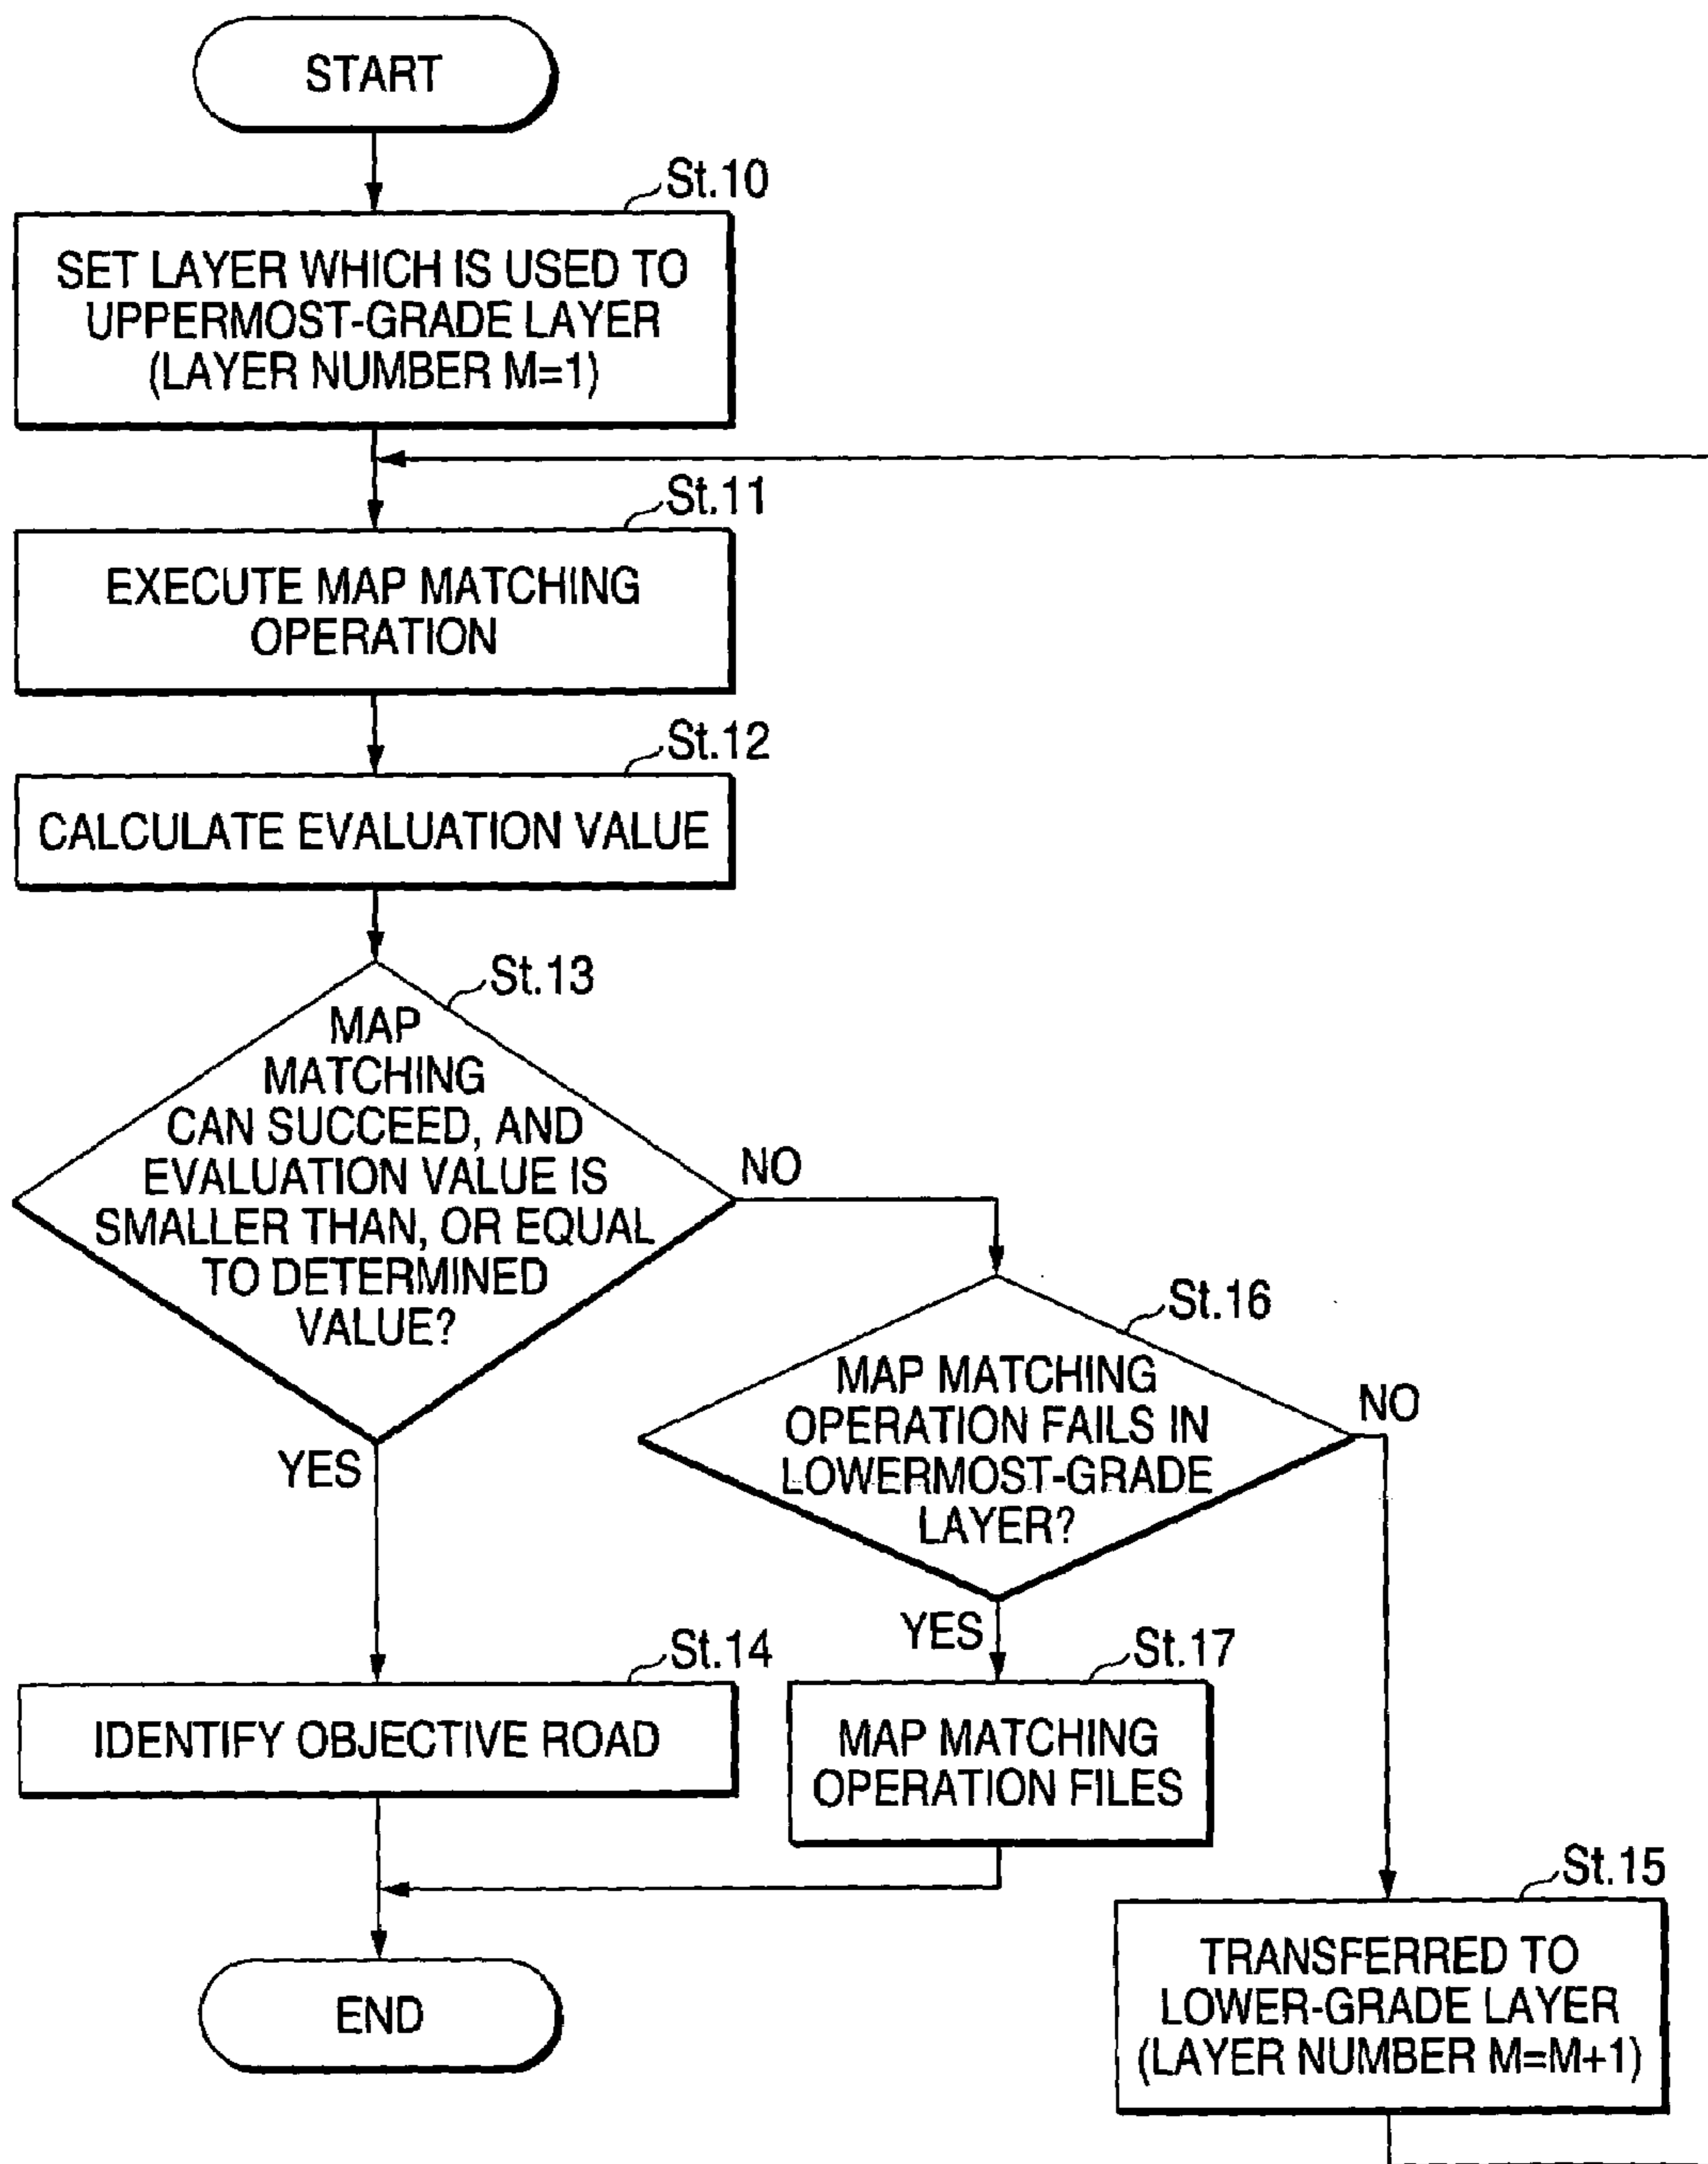 START
St.10
SET LAYER WHICH IS USED TO
UPPERMOST-GRADE LAYER
(LAYER NUMBER M=1)
St.11
EXECUTE MAP MATCHING
OPERATION
St.12
CALCULATE EVALUATION VALUE
St.13
MAP
MATCHING
CAN SUCCEED, AND
EVALUATION VALUE IS
SMALLER THAN, OR EQUAL
TO DETERMINED
VALUE?
NO
YES
St.16
MAP MATCHING
OPERATION FAILS IN
LOWERMOST-GRADE
LAYER?
NO
YES
St.14
IDENTIFY OBJECTIVE ROAD
St.17
MAP MATCHING
OPERATION FILES
St.15
TRANSFERRED TO
LOWER-GRADE LAYER
(LAYER NUMBER M=M+1)
END